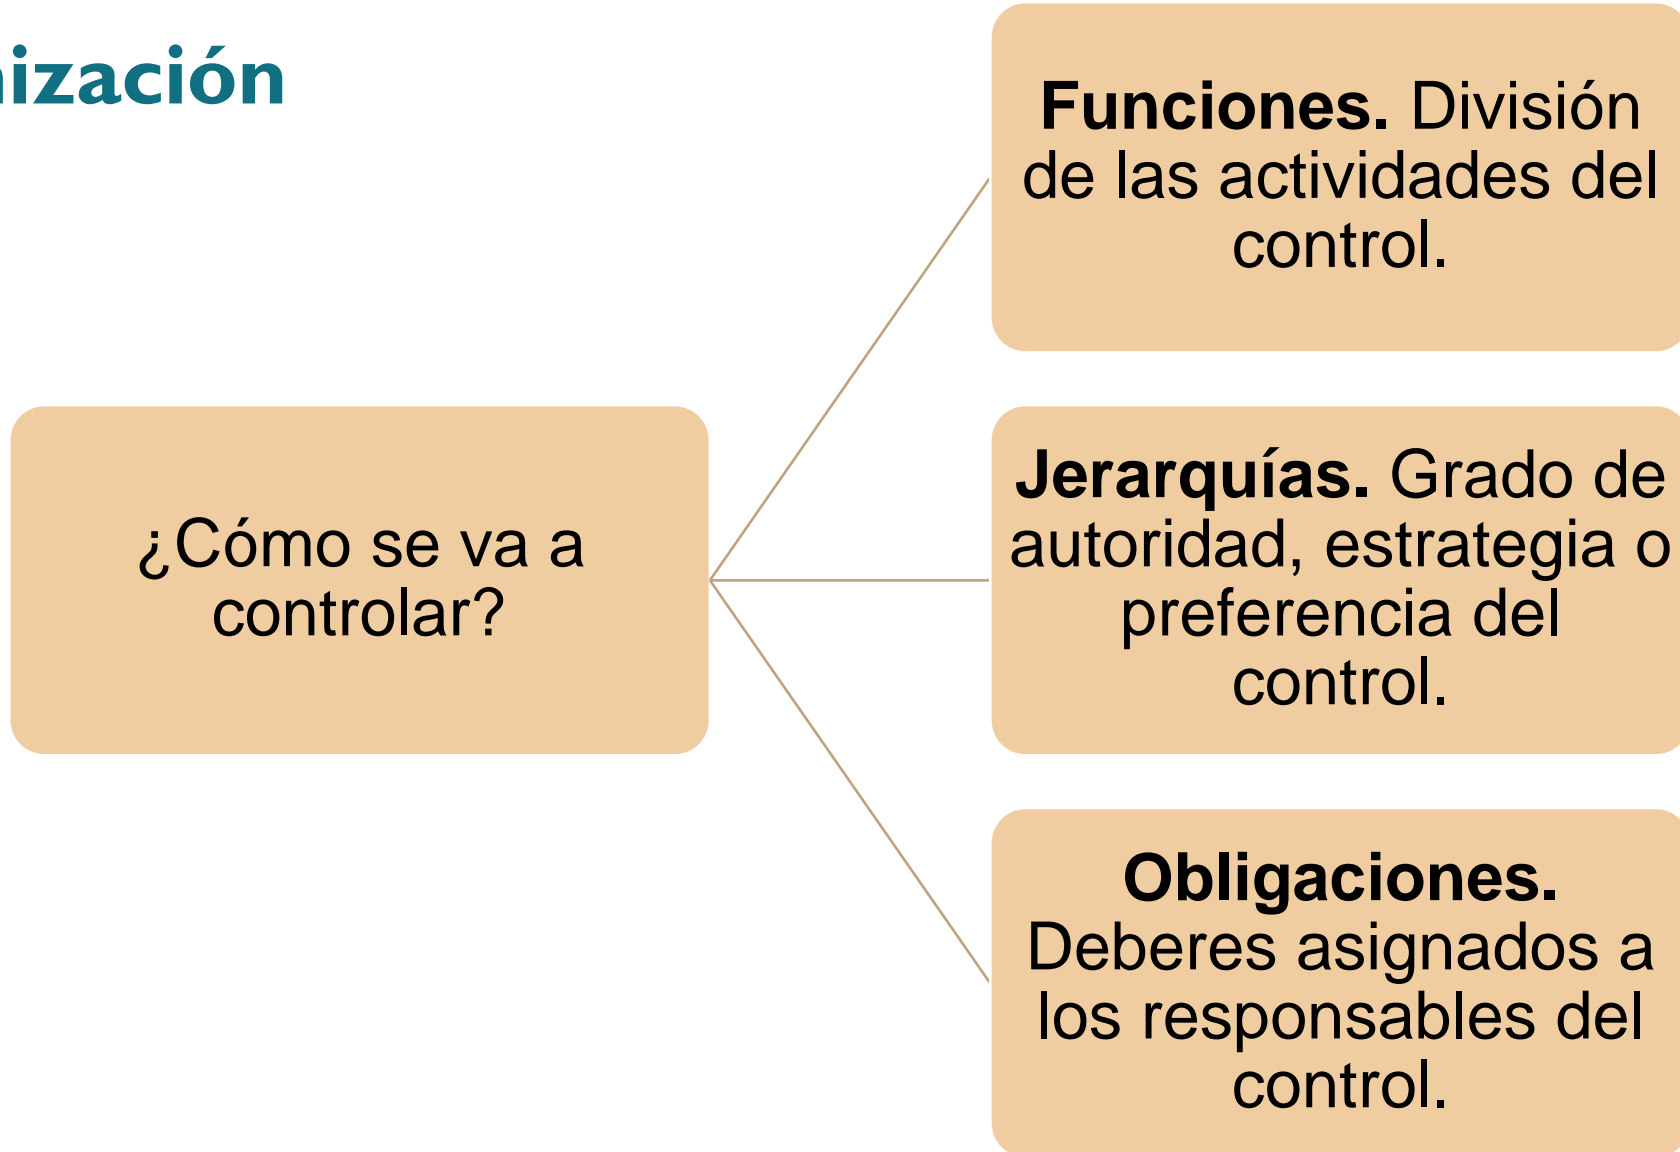 nización
¿Cómo se va a
controlar?
Funciones. División
de las actividades del
control.
Jerarquías. Grado de
autoridad, estrategia o
preferencia del
control.
Obligaciones.
Deberes asignados a
los responsables del
control.